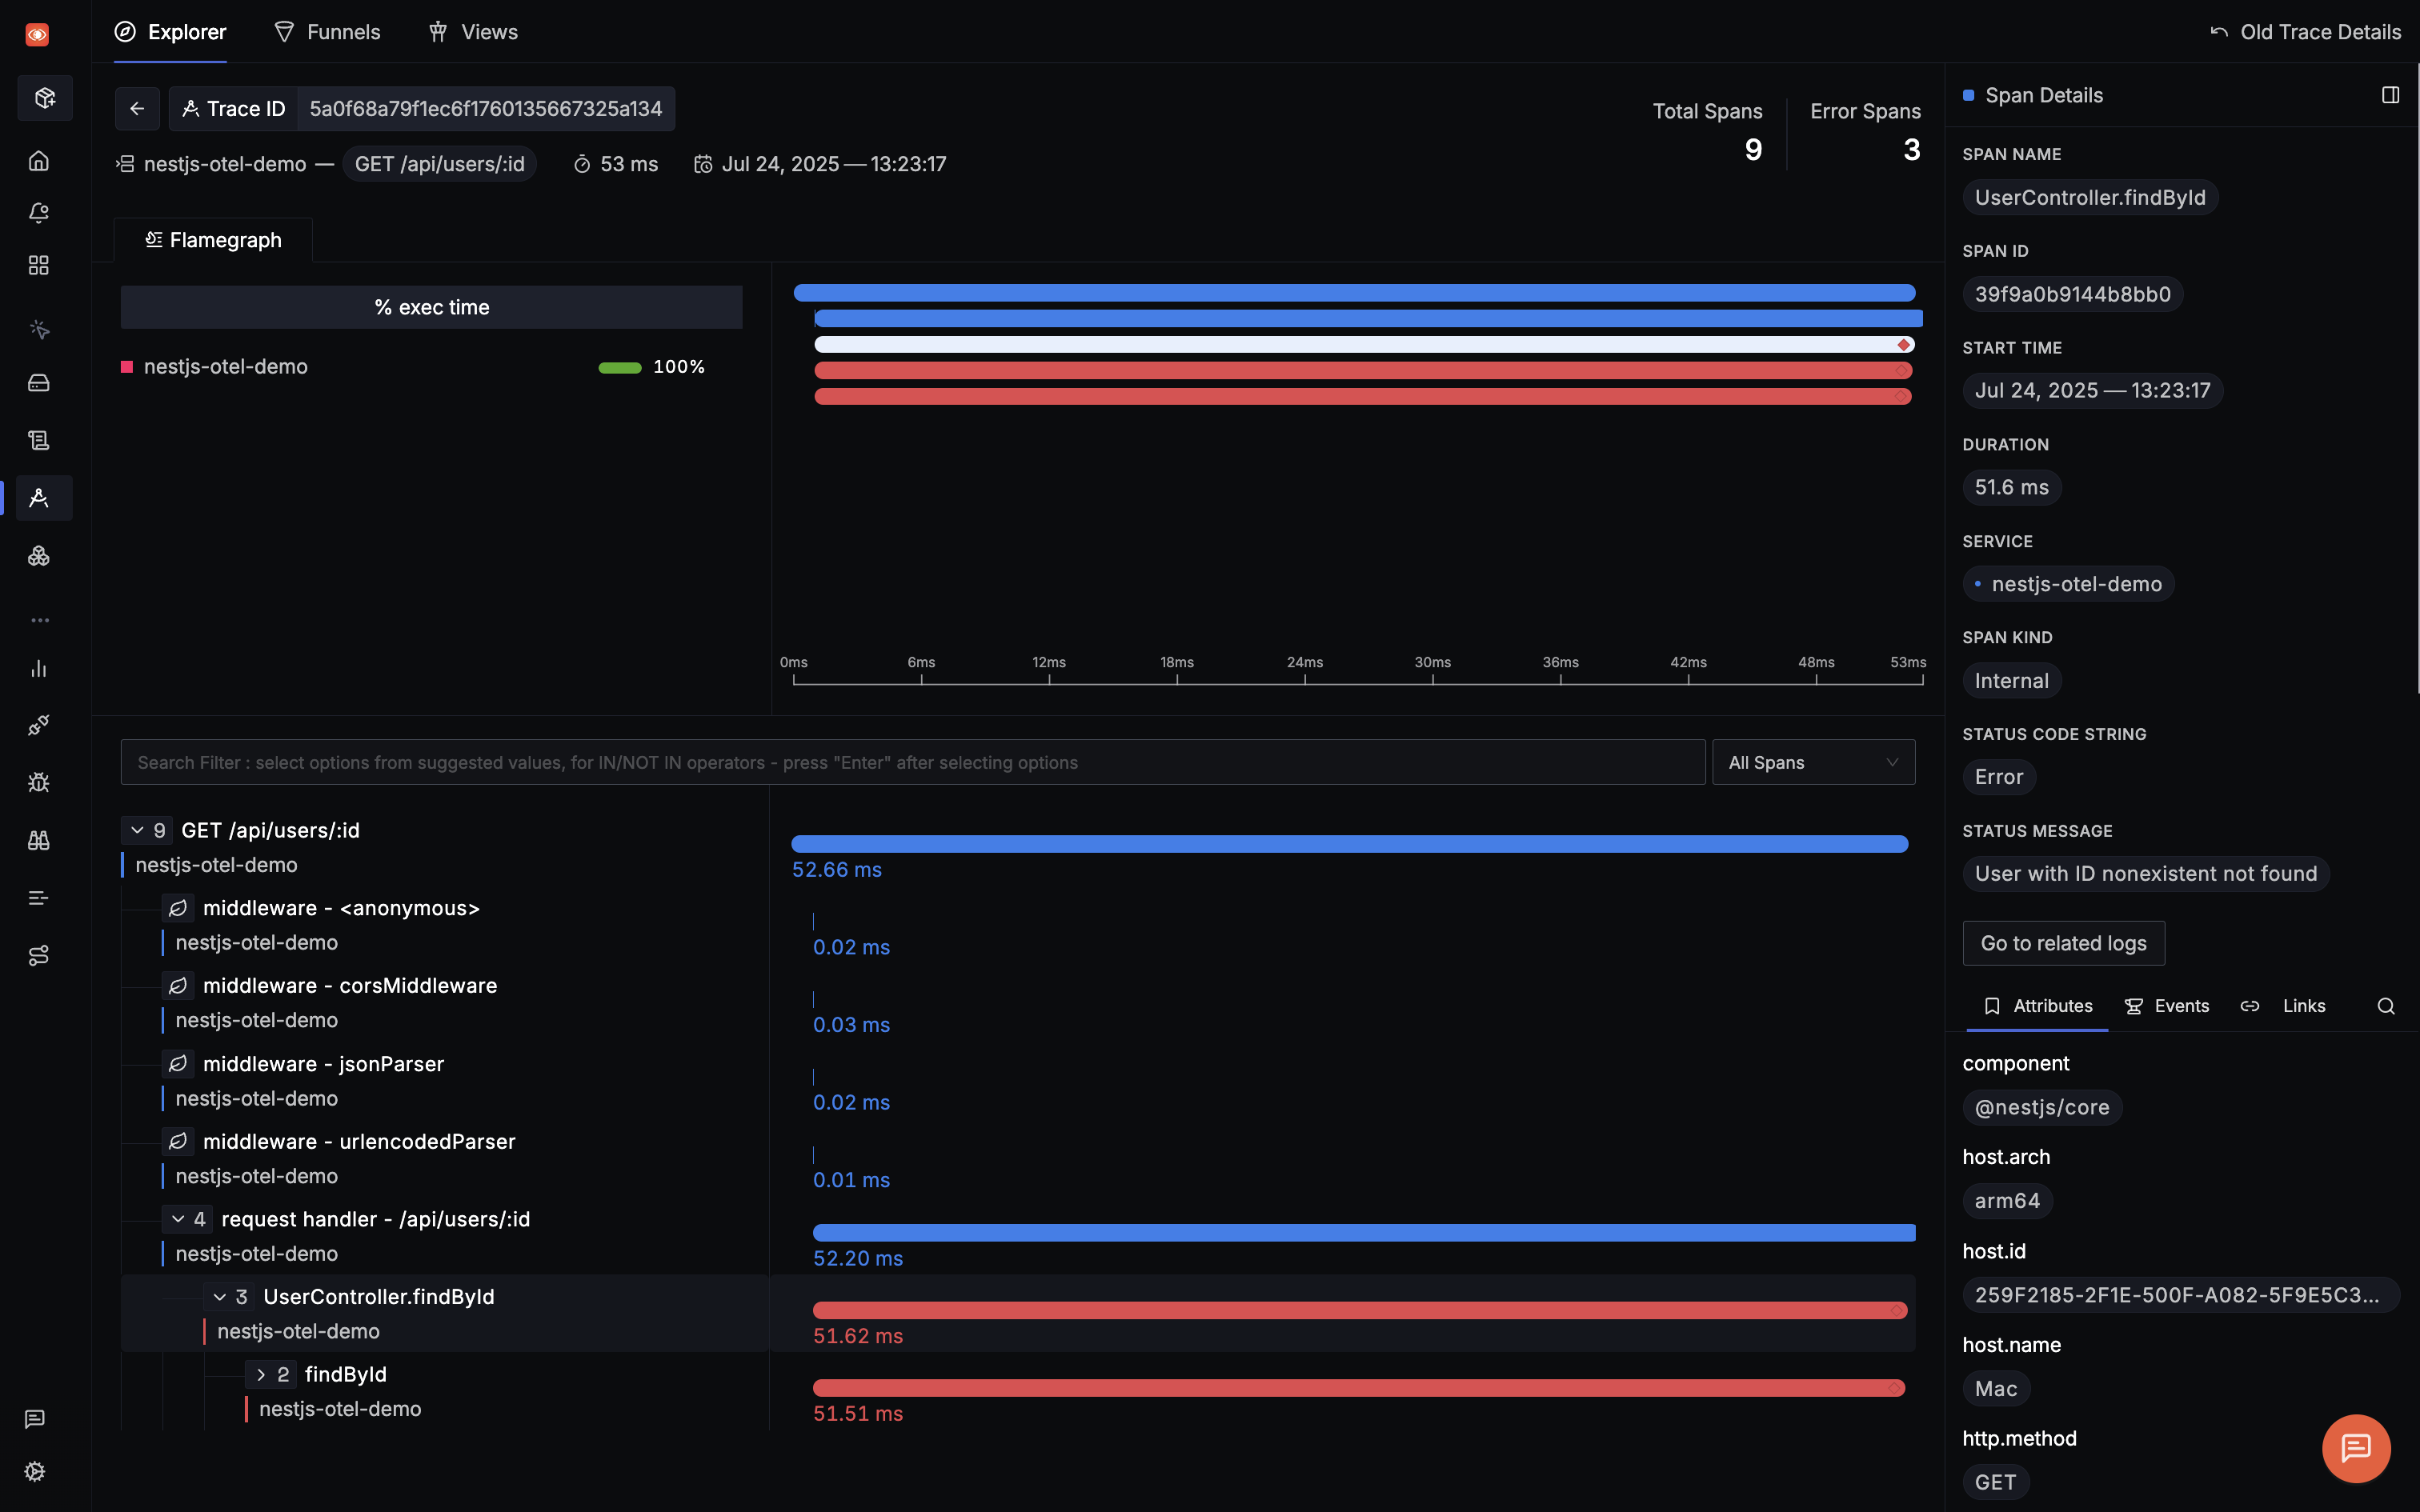 Explorer
Funnels
Views
Old Trace Details
Trace ID 5a0f68a79f1ec6f1760135667325a134
nestjs-otel-demo — GET /api/users/:id 53 ms Jul 24, 2025 — 13:23:17
Total Spans
9
Error Spans
3
Flamegraph
% exec time
nestjs-otel-demo 100%
0ms 6ms 12ms 18ms 24ms 30ms 36ms 42ms 48ms 53ms
Search Filter : select options from suggested values, for IN/NOT IN operators - press "Enter" after selecting options
All Spans
9 GET /api/users/:id
nestjs-otel-demo
52.66 ms
middleware - <anonymous>
nestjs-otel-demo
0.02 ms
middleware - corsMiddleware
nestjs-otel-demo
0.03 ms
middleware - jsonParser
nestjs-otel-demo
0.02 ms
middleware - urlencodedParser
nestjs-otel-demo
0.01 ms
4 request handler - /api/users/:id
nestjs-otel-demo
52.20 ms
3 UserController.findById
nestjs-otel-demo
51.62 ms
2 findById
nestjs-otel-demo
51.51 ms
Span Details
SPAN NAME
UserController.findById
SPAN ID
39f9a0b9144b8bb0
START TIME
Jul 24, 2025 — 13:23:17
DURATION
51.6 ms
SERVICE
nestjs-otel-demo
SPAN KIND
Internal
STATUS CODE STRING
Error
STATUS MESSAGE
User with ID nonexistent not found
Go to related logs
Attributes
Events
Links
component
@nestjs/core
host.arch
arm64
host.id
259F2185-2F1E-500F-A082-5F9E5C3...
host.name
Mac
http.method
GET